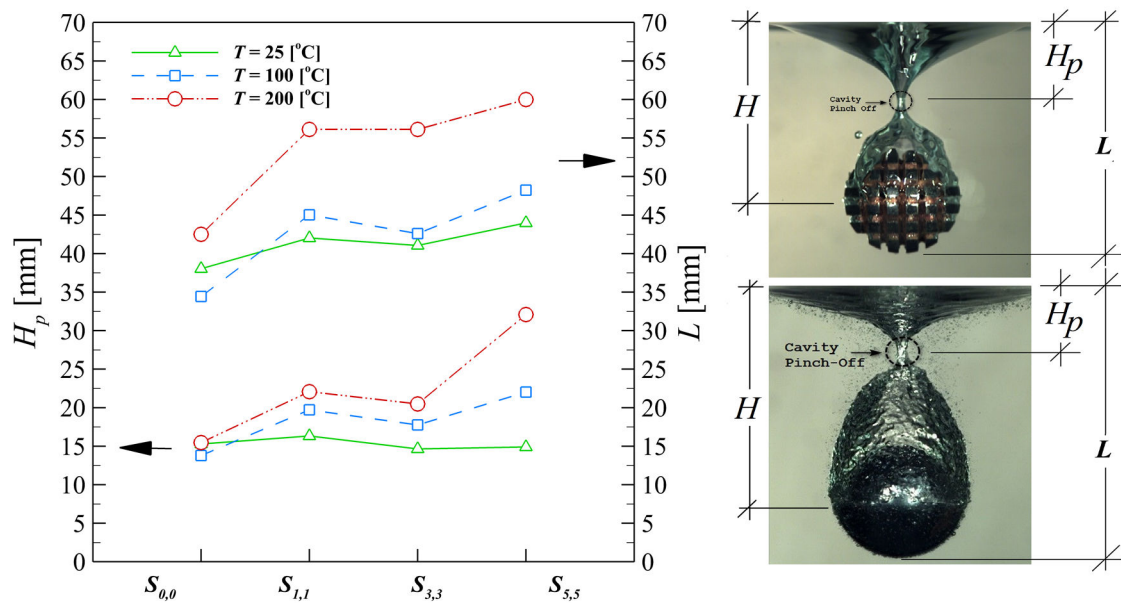 70
65
60
55
50
45
40
35
30
25
20
15
10
5
0
H_p [mm]
T = 25 [°C]
T = 100 [°C]
T = 200 [°C]
S_0,0
S_1,1
S_3,3
S_5,5
70
65
60
55
50
45
40
35
30
25
20
15
10
5
0
L [mm]
H
Cavity
Pinch Off
H_p
L
H
Cavity
Pinch-Off
H_p
L